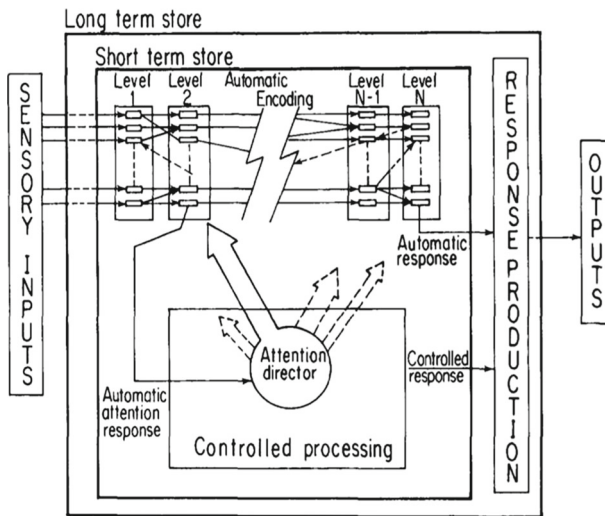 Long term store
Short term store
Level 1
Level 2
Automatic Encoding
Level N-1
Level N
SENSORY INPUTS
RESPONSE PRODUCTION
OUTPUTS
Automatic response
Attention director
Controlled response
Automatic attention response
Controlled processing